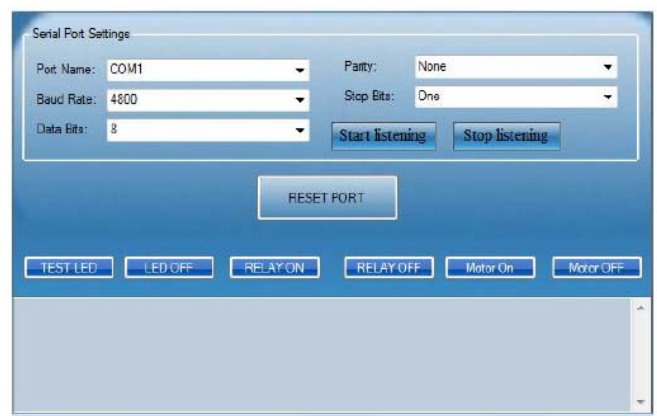 Serial Port Settings
Port Name: COM1
Parity: None
Baud Rate: 4800
Stop Bits: One
Data Bits: 8
Start listening Stop listening
RESET PORT
TEST LED LED OFF RELAY ON RELAY OFF Motor On Motor OFF